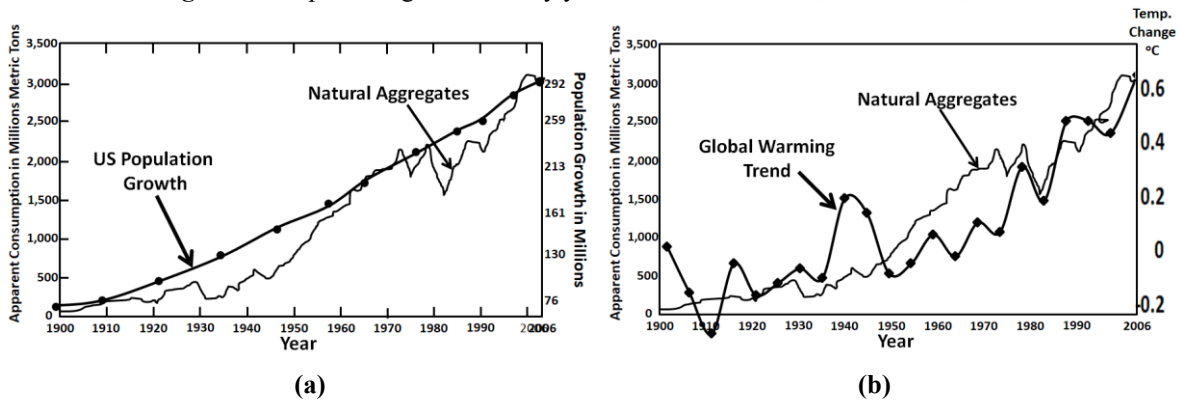 Apparent Consumption in Millions Metric Tons
3,500
3,000
2,500
2,000
1,500
1,000
500
0
US Population
Growth
Natural Aggregates
292
259
213
161
130
76
Population Growth in Millions
1900 1910 1920 1930 1940 1950 1960 1970 1980 1990 2006
Year
(a)
Apparent Consumption in Millions Metric Tons
3,500
3,000
2,500
2,000
1,500
1,000
500
0
Global Warming
Trend
Natural Aggregates
Temp.
Change
°C
0.6
0.4
0.2
0
-0.2
1900 1910 1920 1930 1940 1950 1960 1970 1980 1990 2006
Year
(b)